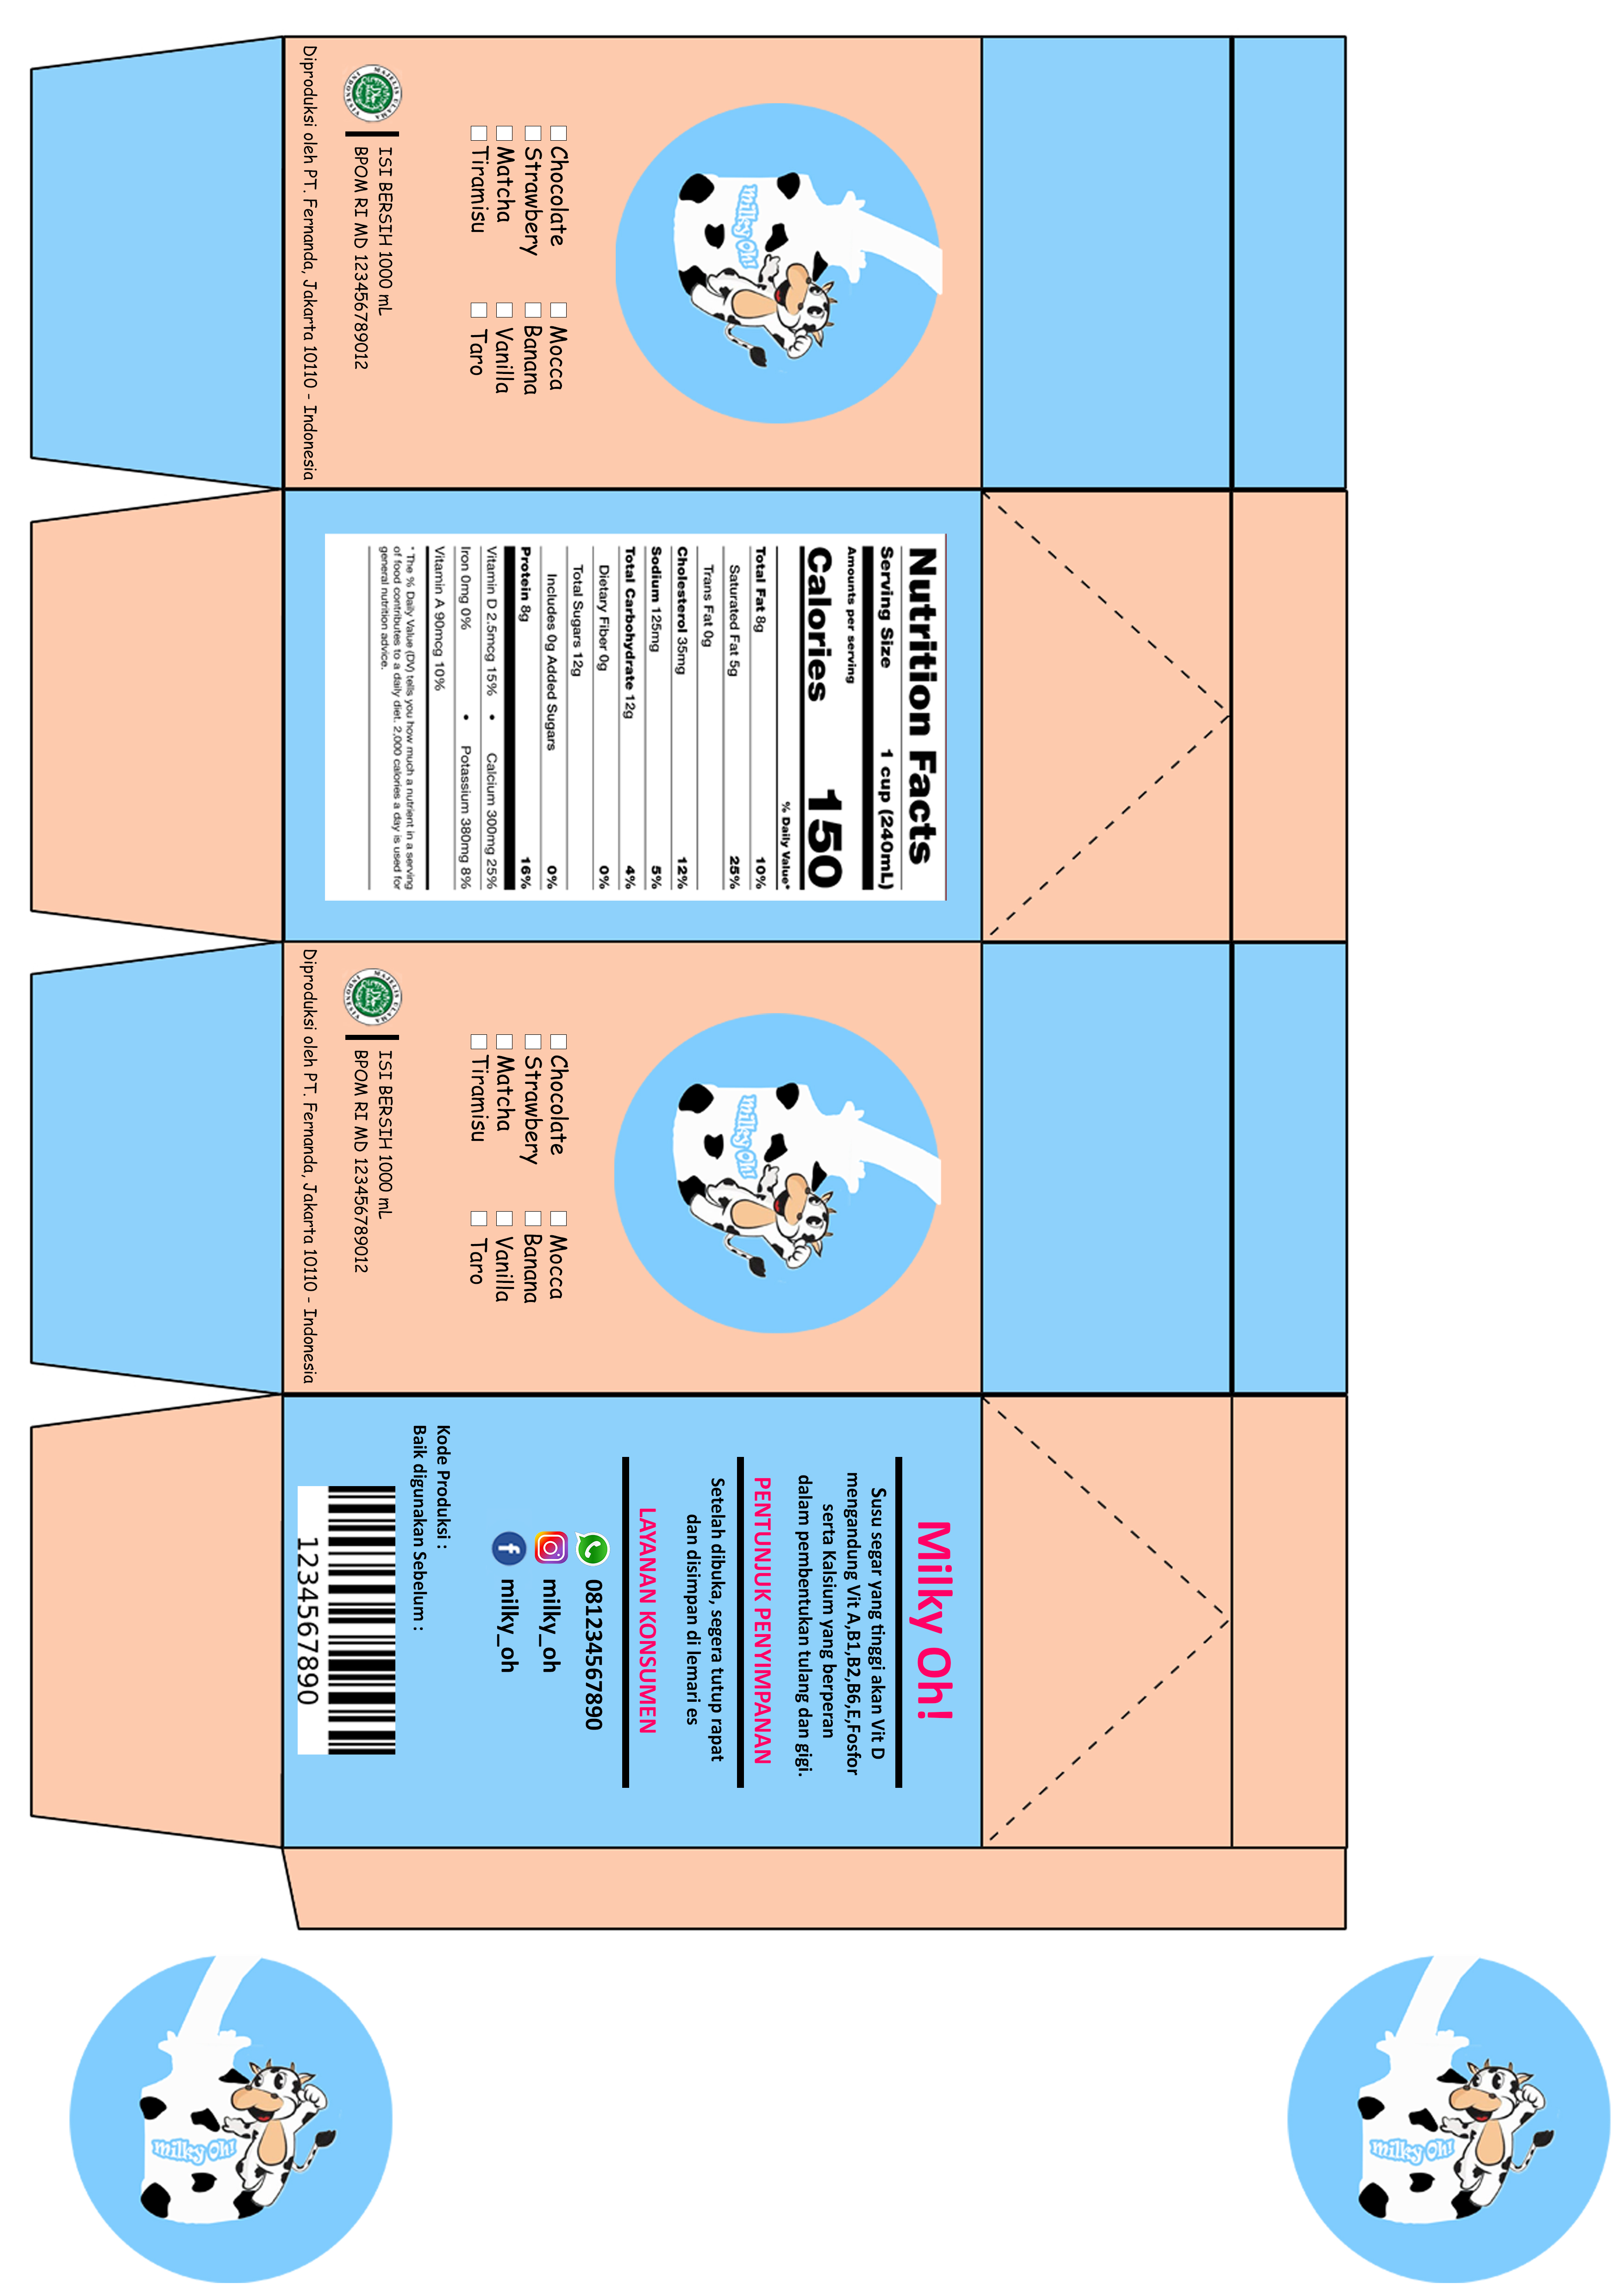 milky Oh!
Chocolate
Strawbery
Matcha
Tiramisu
Mocca
Banana
Vanilla
Taro
MAJELIS ULAMA
INDONESIA
ISI BERSIH 1000 mL
BPOM RI MD 123456789012
Diproduksi oleh PT. Fernanda, Jakarta 10110 - Indonesia
Nutrition Facts
Serving Size 1 cup (240mL)
Amounts per serving
Calories 150
% Daily Value*
Total Fat 8g 10%
Saturated Fat 5g 25%
Trans Fat 0g
Cholesterol 35mg 12%
Sodium 125mg 5%
Total Carbohydrate 12g 4%
Dietary Fiber 0g 0%
Total Sugars 12g
Includes 0g Added Sugars 0%
Protein 8g 16%
Vitamin D 2.5mcg 15% • Calcium 300mg 25%
Iron 0mg 0% • Potassium 380mg 8%
Vitamin A 90mcg 10%
* The % Daily Value (DV) tells you how much a nutrient in a serving
of food contributes to a daily diet. 2,000 calories a day is used for
general nutrition advice.
milky Oh!
Chocolate
Strawbery
Matcha
Tiramisu
Mocca
Banana
Vanilla
Taro
MAJELIS ULAMA
INDONESIA
ISI BERSIH 1000 mL
BPOM RI MD 123456789012
Diproduksi oleh PT. Fernanda, Jakarta 10110 - Indonesia
Milky Oh!
Susu segar yang tinggi akan Vit D
mengandung Vit A,B1,B2,B6,E,Fosfor
serta Kalsium yang berperan
dalam pembentukan tulang dan gigi.
PENTUNJUK PENYIMPANAN
Setelah dibuka, segera tutup rapat
dan disimpan di lemari es
LAYANAN KONSUMEN
081234567890
milky_oh
milky_oh
Kode Produksi :
Baik digunakan Sebelum :
1234567890
milky Oh!
milky Oh!